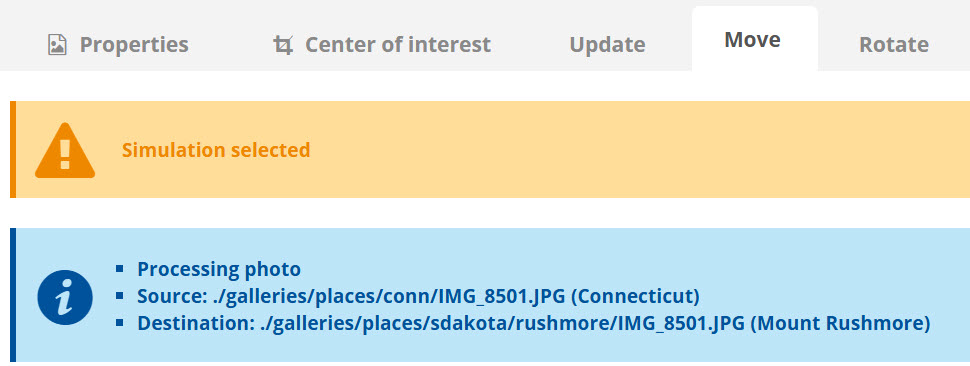 Properties
Center of interest
Update
Move
Rotate
Simulation selected
Processing photo
Source: ./galleries/places/conn/IMG_8501.JPG (Connecticut)
Destination: ./galleries/places/sdakota/rushmore/IMG_8501.JPG (Mount Rushmore)